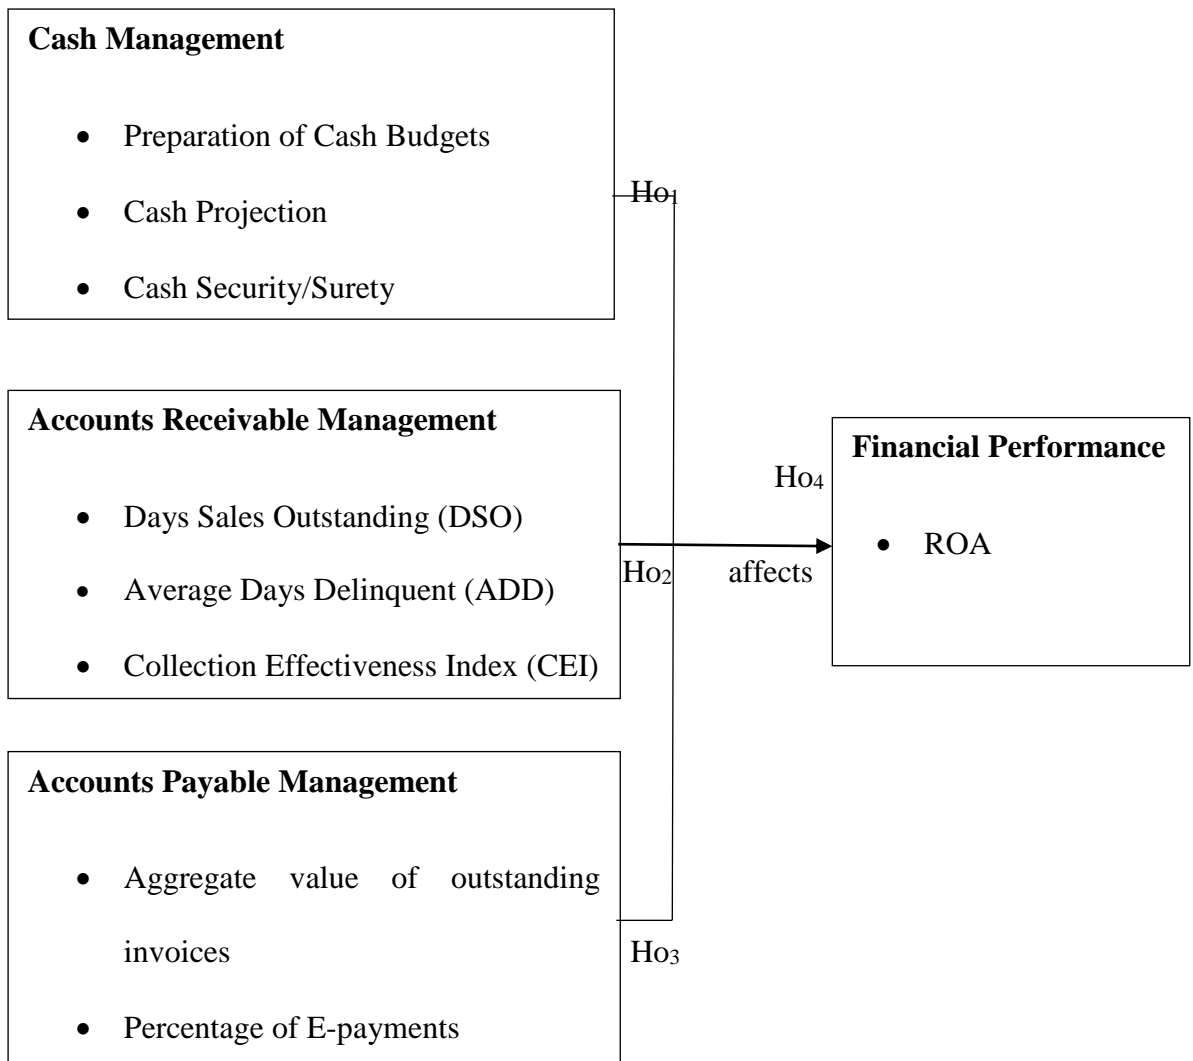 Cash Management
• Preparation of Cash Budgets
• Cash Projection
• Cash Security/Surety
Ho1
Accounts Receivable Management
• Days Sales Outstanding (DSO)
• Average Days Delinquent (ADD)
• Collection Effectiveness Index (CEI)
Ho2
affects
Ho4
Financial Performance
• ROA
Accounts Payable Management
• Aggregate value of outstanding
invoices
• Percentage of E-payments
Ho3